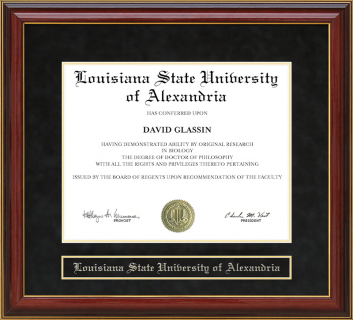 Louisiana State University
of Alexandria
HAS CONFERRED UPON
DAVID GLASSIN
HAVING DEMONSTRATED ABILITY BY ORIGINAL RESEARCH
IN BIOLOGY
THE DEGREE OF DOCTOR OF PHILOSOPHY
WITH ALL THE RIGHTS AND PRIVILEGES THERETO PERTAINING
ISSUED BY THE BOARD OF REGENTS UPON RECOMMENDATION OF THE FACULTY
PROVOST
PRESIDENT
Louisiana State University of Alexandria